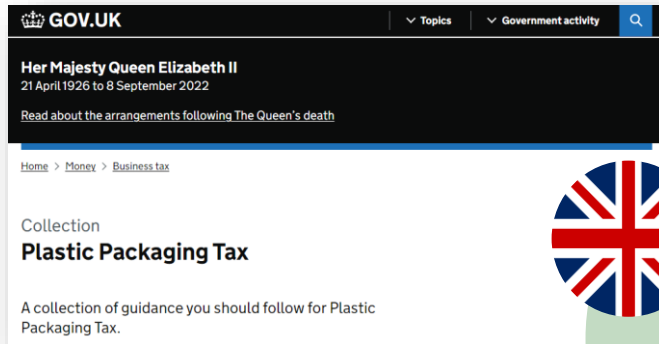 GOV.UK
Topics
Government activity
Her Majesty Queen Elizabeth II
21 April 1926 to 8 September 2022
Read about the arrangements following The Queen's death
Home > Money > Business tax
Collection
Plastic Packaging Tax
A collection of guidance you should follow for Plastic
Packaging Tax.